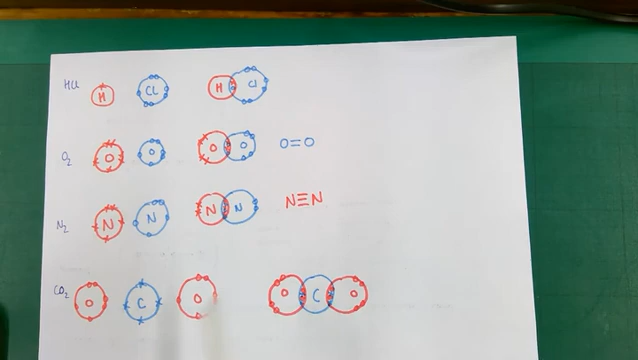 HCl H Cl H Cl
O₂ O O O O O=O
N₂ N N N N N≡N
CO₂ O C O O C O